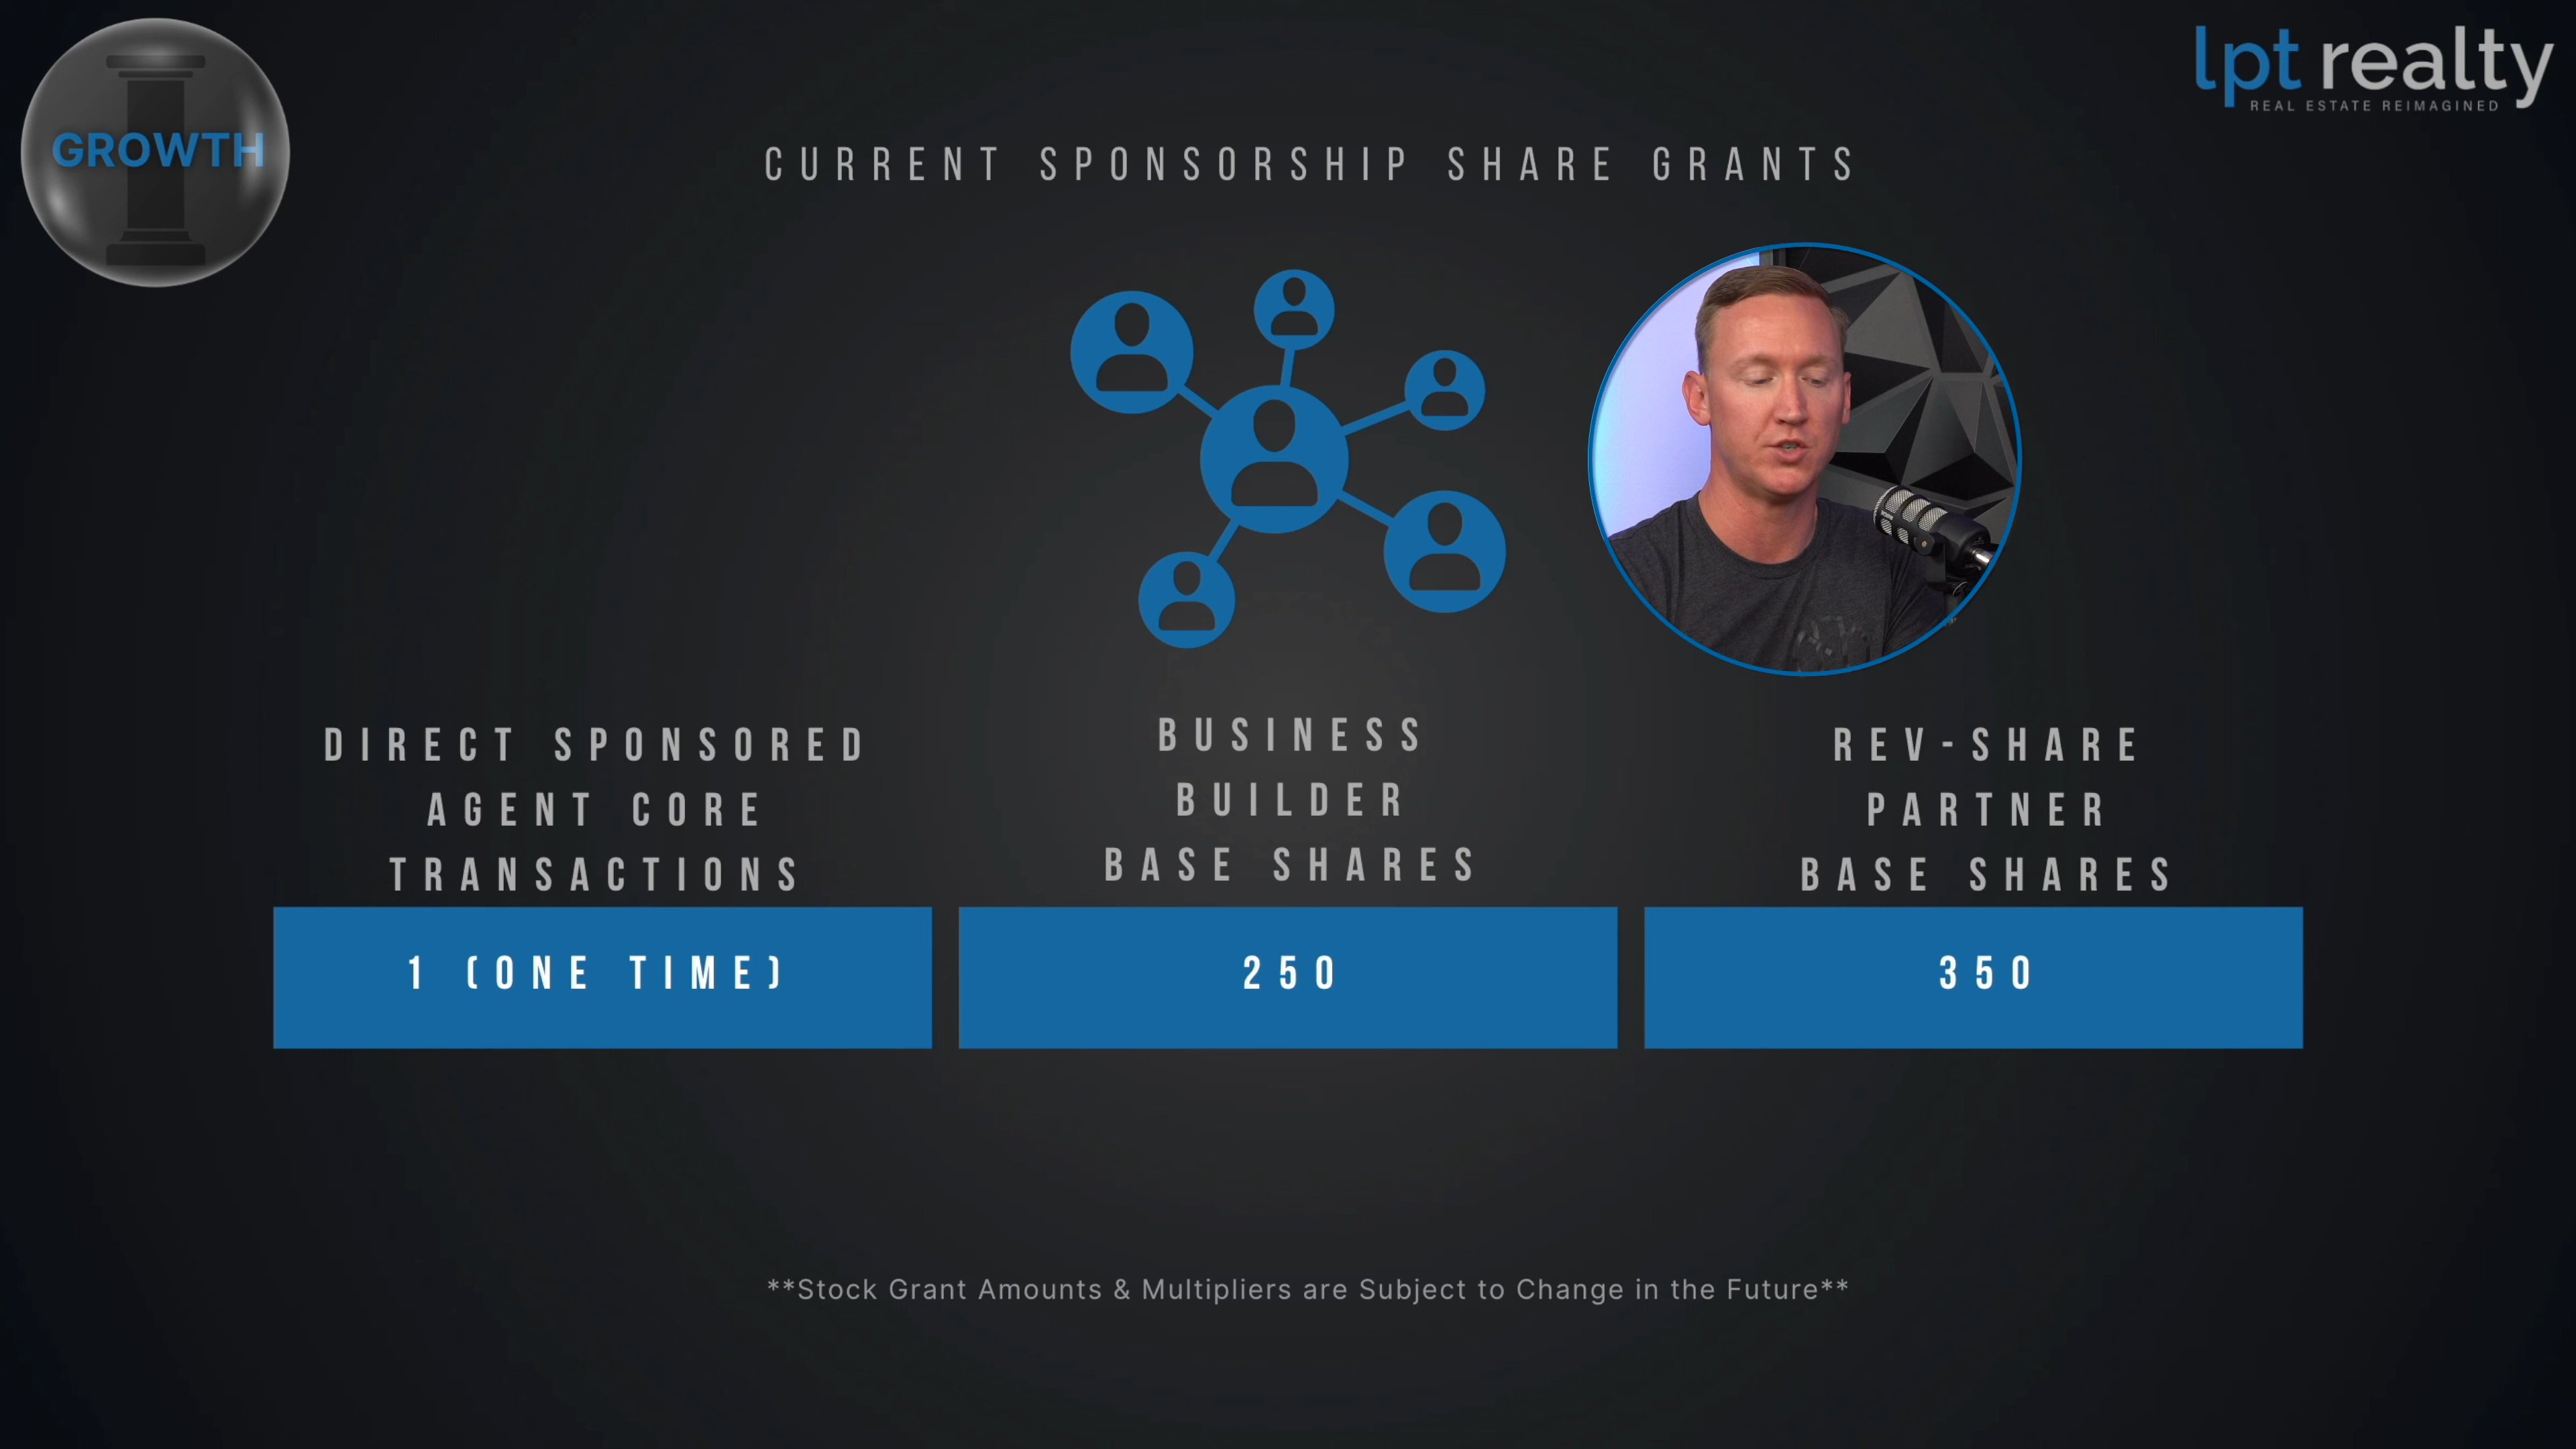 GROWTH
lpt realty
REAL ESTATE REIMAGINED
CURRENT SPONSORSHIP SHARE GRANTS
DIRECT SPONSORED
AGENT CORE
TRANSACTIONS
1 (ONE TIME)
BUSINESS
BUILDER
BASE SHARES
250
REV-SHARE
PARTNER
BASE SHARES
350
**Stock Grant Amounts & Multipliers are Subject to Change in the Future**